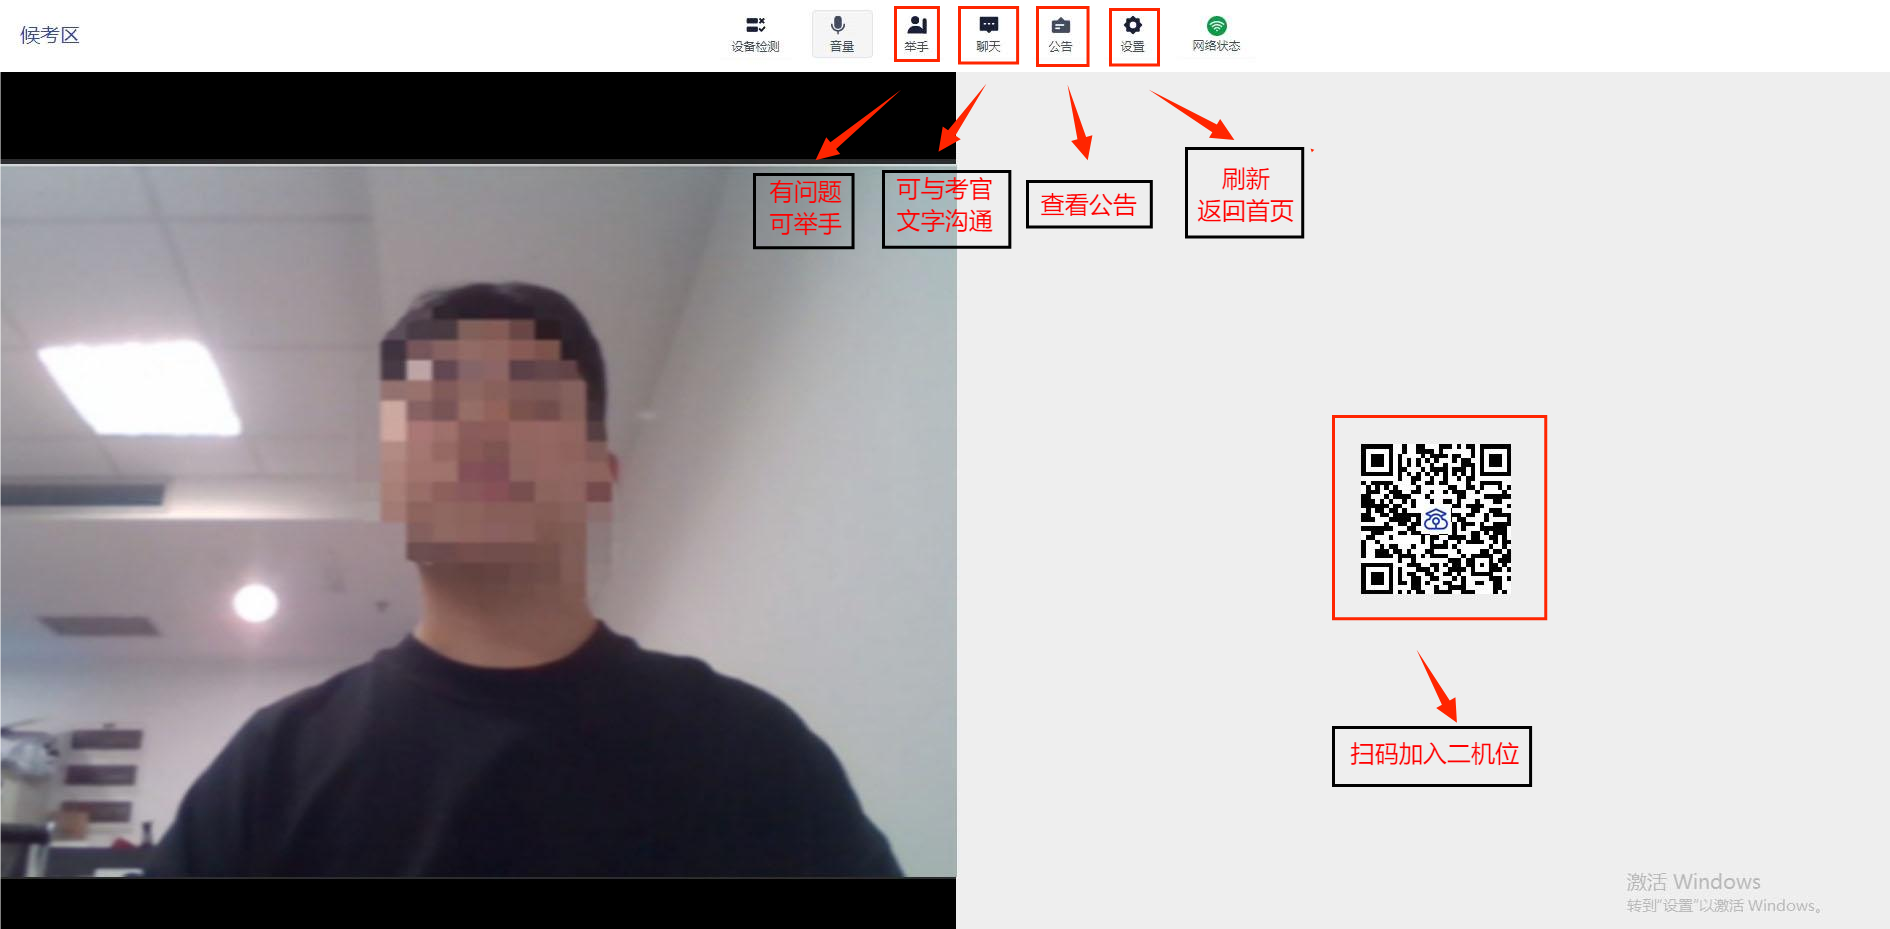 候考区
设备检测
音量
举手
聊天
公告
设置
网络状态
有问题
可举手
可与考官
文字沟通
查看公告
刷新
返回首页
扫码加入二机位
激活 Windows
转到"设置"以激活 Windows。